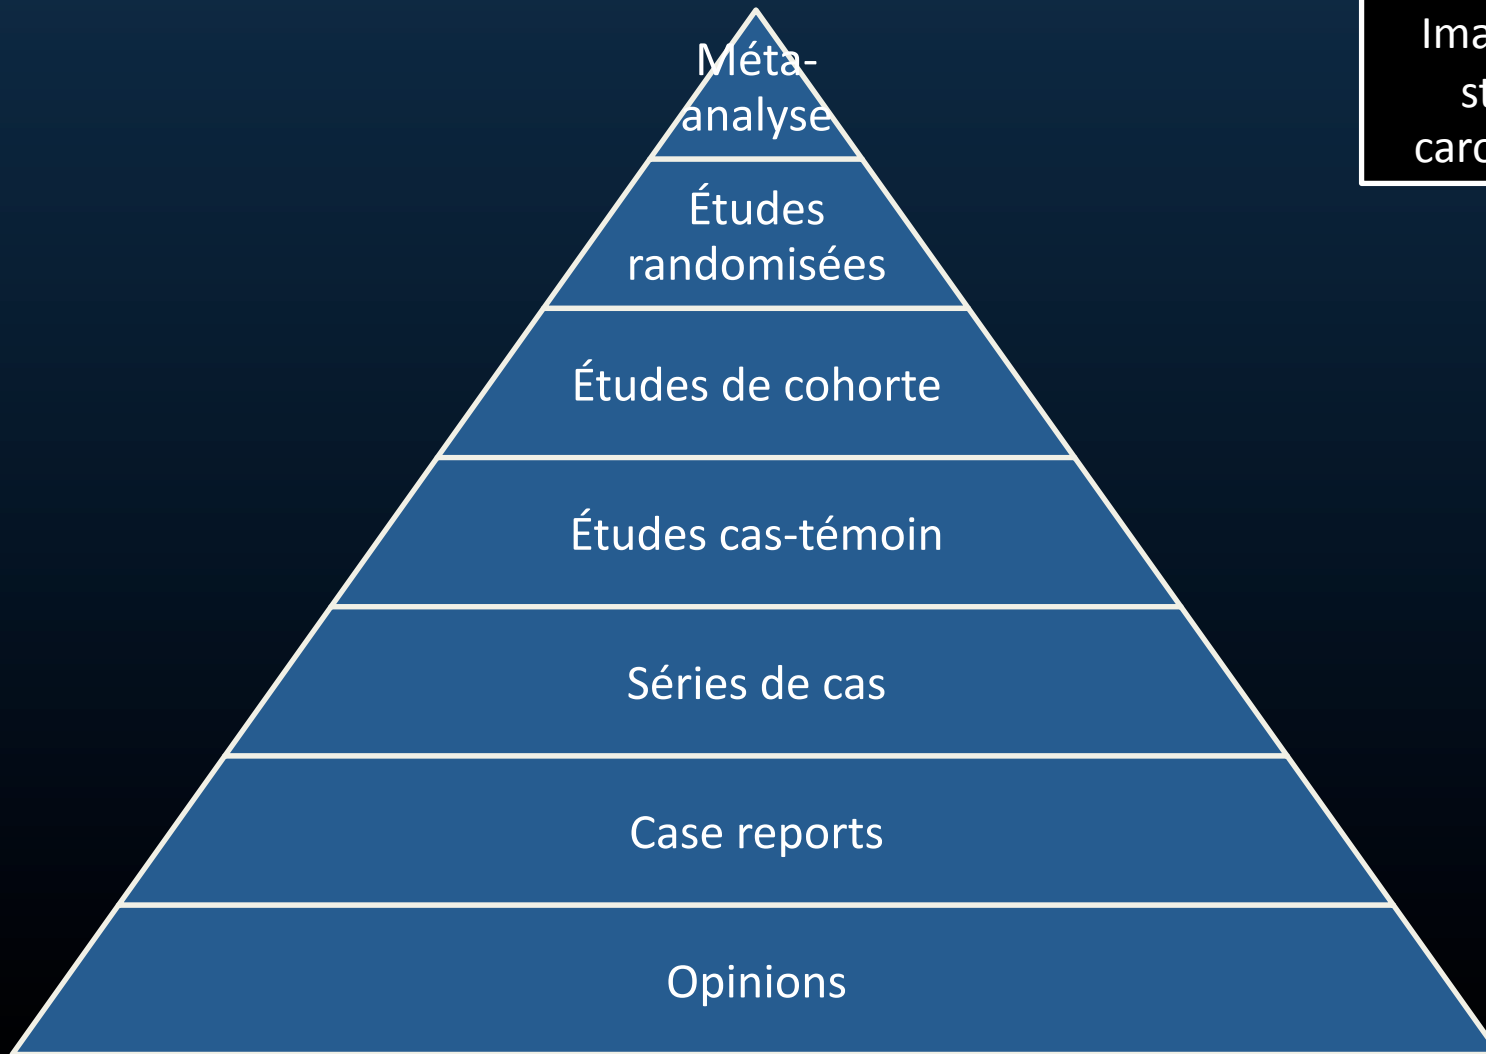 Méta-
analyse
Études
randomisées
Études de cohorte
Études cas-témoin
Séries de cas
Case reports
Opinions